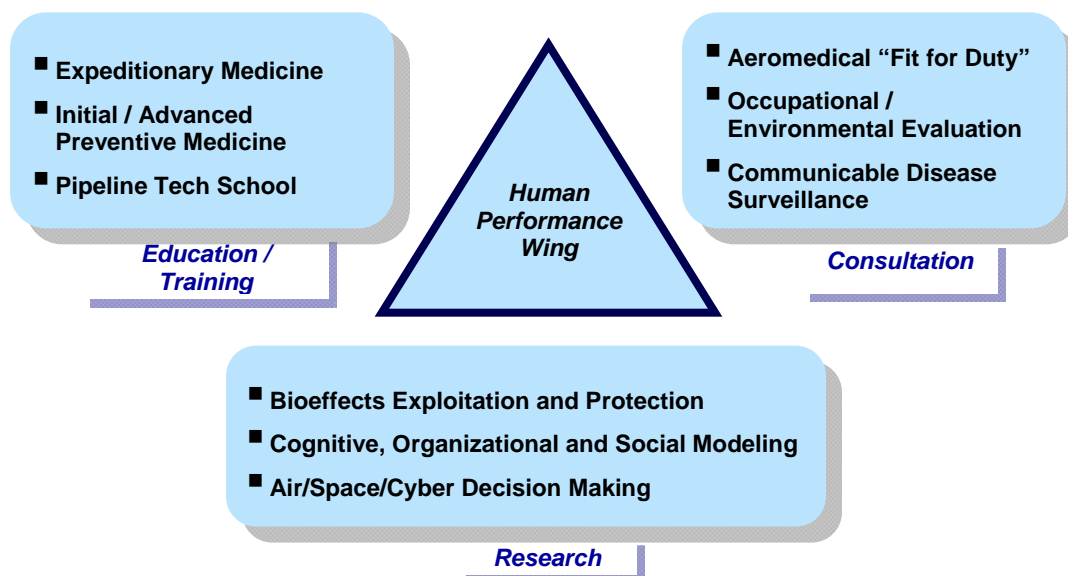 ▪ Expeditionary Medicine
▪ Initial / Advanced
Preventive Medicine
▪ Pipeline Tech School
Education /
Training
Human
Performance
Wing
▪ Aeromedical “Fit for Duty”
▪ Occupational /
Environmental Evaluation
▪ Communicable Disease
Surveillance
Consultation
▪ Bioeffects Exploitation and Protection
▪ Cognitive, Organizational and Social Modeling
▪ Air/Space/Cyber Decision Making
Research